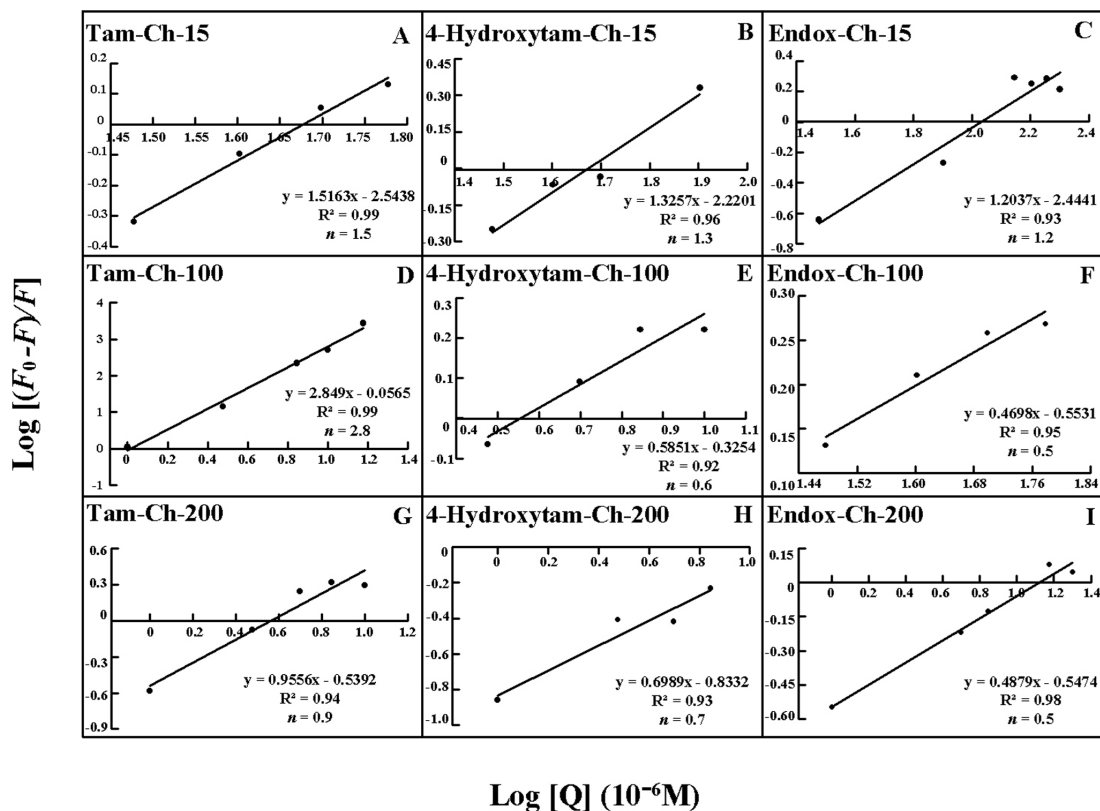 Tam-Ch-15 A
0.2
0.1
0
-0.1
-0.2
-0.3
-0.4
1.45 1.50 1.55 1.60 1.65 1.70 1.75 1.80
y = 1.5163x - 2.5438
R² = 0.99
n = 1.5
4-Hydroxytam-Ch-15 B
0.45
0.30
0.15
0
-0.15
-0.30
1.4 1.5 1.6 1.7 1.8 1.9 2.0
y = 1.3257x - 2.2201
R² = 0.96
n = 1.3
Endox-Ch-15 C
0.4
0.2
0
-0.2
-0.4
-0.6
-0.8
1.4 1.6 1.8 2.0 2.2 2.4
y = 1.2037x - 2.4441
R² = 0.93
n = 1.2
Log [(F₀-F)/F]
Tam-Ch-100 D
4
3
2
1
0
-1
0.0 0.2 0.4 0.6 0.8 1.0 1.2 1.4
y = 2.849x - 0.0565
R² = 0.99
n = 2.8
4-Hydroxytam-Ch-100 E
0.3
0.2
0.1
0
-0.1
0.4 0.5 0.6 0.7 0.8 0.9 1.0 1.1
y = 0.5851x - 0.3254
R² = 0.92
n = 0.6
Endox-Ch-100 F
0.30
0.25
0.20
0.15
0.10
1.44 1.52 1.60 1.68 1.76 1.84
y = 0.4698x - 0.5531
R² = 0.95
n = 0.5
Tam-Ch-200 G
0.6
0.3
0
-0.3
-0.6
-0.9
0 0.2 0.4 0.6 0.8 1.0 1.2
y = 0.9556x - 0.5392
R² = 0.94
n = 0.9
4-Hydroxytam-Ch-200 H
0
-0.2
-0.4
-0.6
-0.8
-1.0
0.0 0.2 0.4 0.6 0.8 1.0
y = 0.6989x - 0.8332
R² = 0.93
n = 0.7
Endox-Ch-200 I
0.15
0
-0.15
-0.30
-0.45
-0.60
0 0.2 0.4 0.6 0.8 1.0 1.2 1.4
y = 0.4879x - 0.5474
R² = 0.98
n = 0.5
Log [Q] (10⁻⁶M)